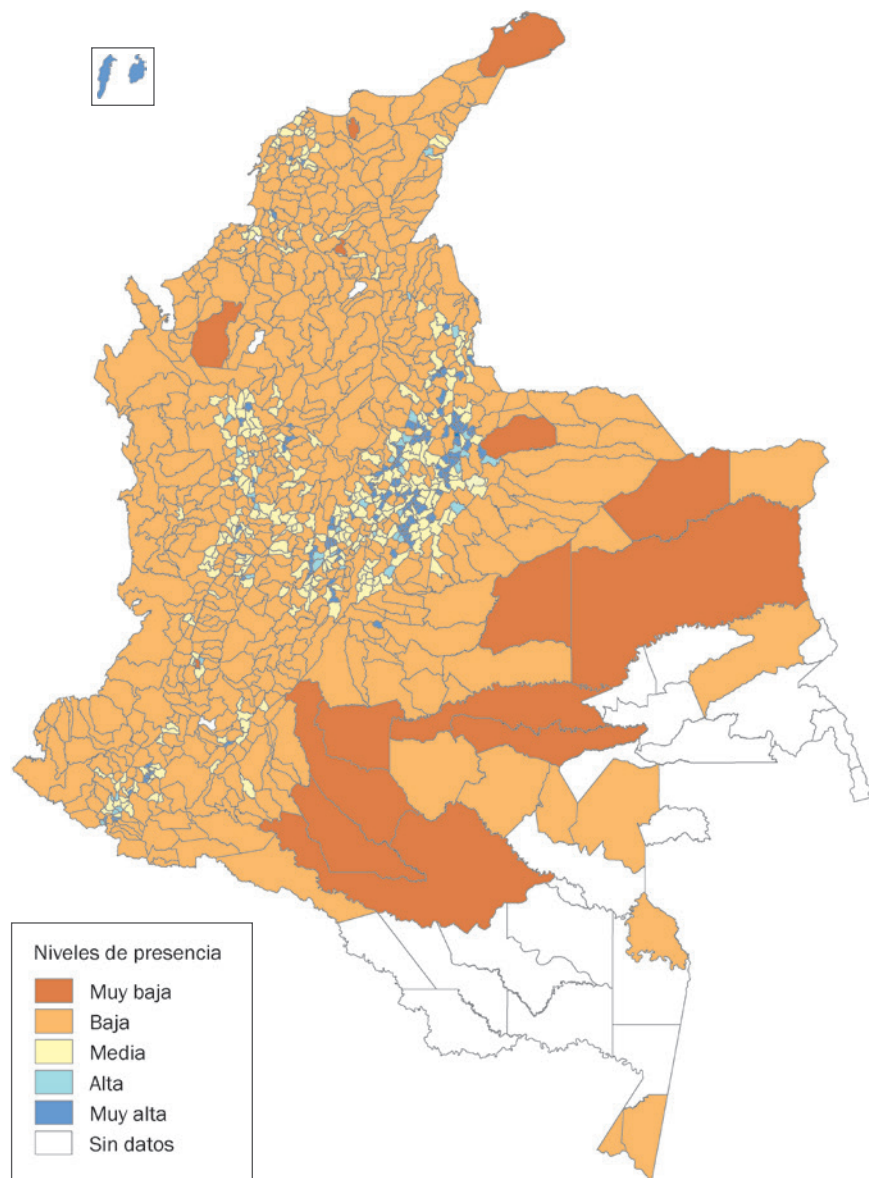 Niveles de presencia
Muy baja
Baja
Media
Alta
Muy alta
Sin datos